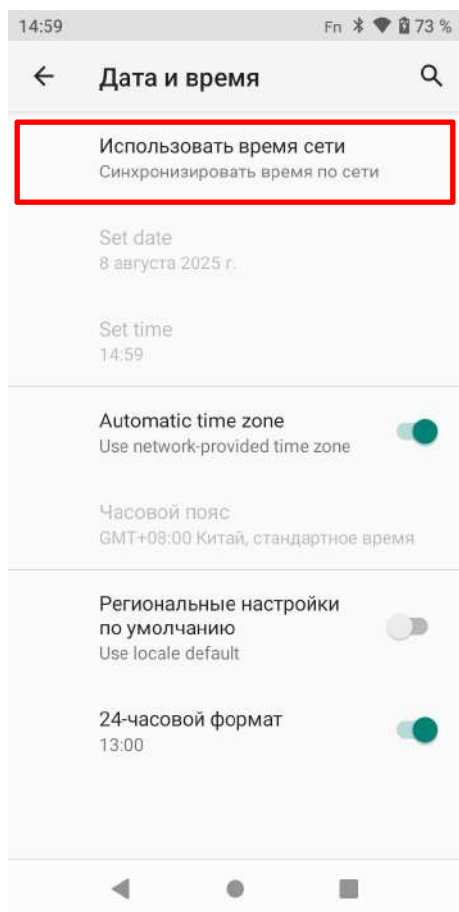 14:59 Fn 73 %
Дата и время
Использовать время сети
Синхронизировать время по сети
Set date
8 августа 2025 г.
Set time
14:59
Automatic time zone
Use network-provided time zone
Часовой пояс
GMT+08:00 Китай, стандартное время
Региональные настройки
по умолчанию
Use locale default
24-часовой формат
13:00